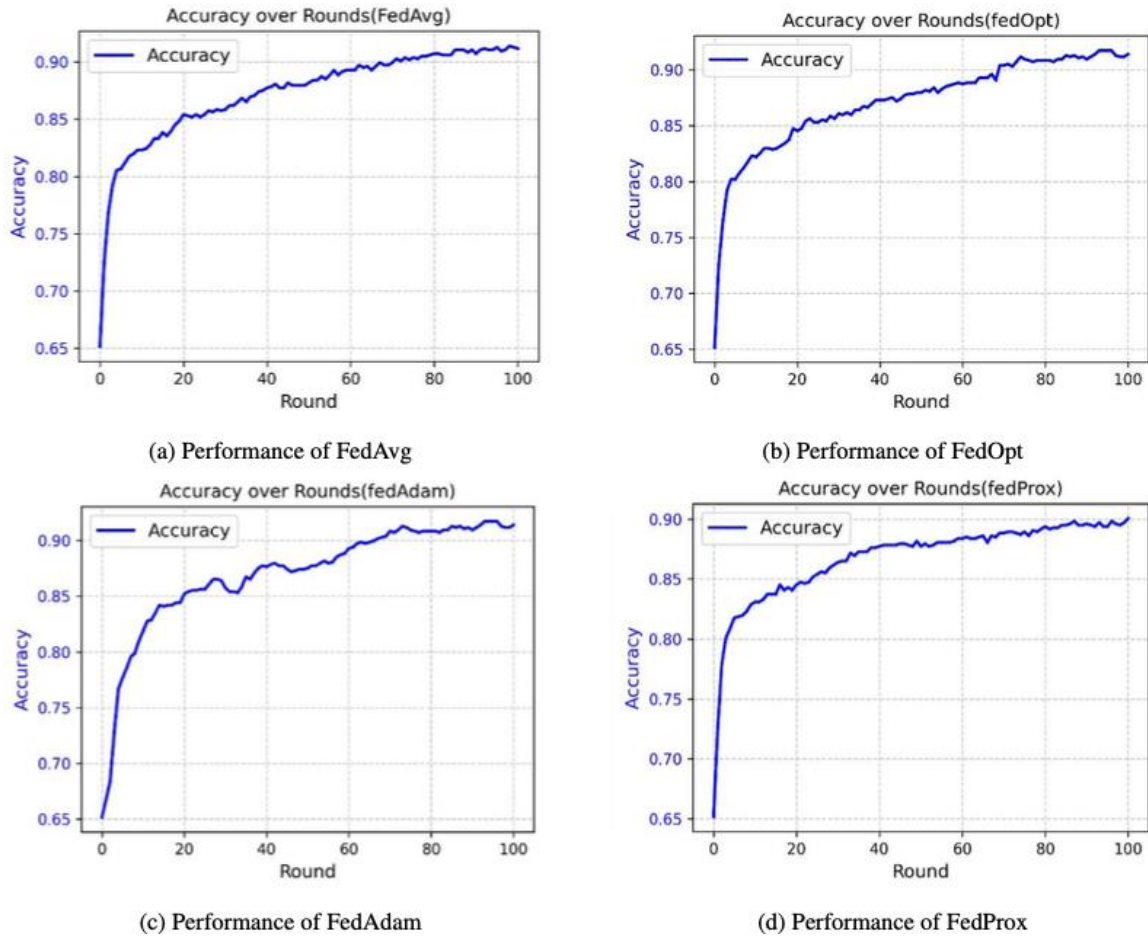 Accuracy over Rounds(FedAvg)
Accuracy
0.90
0.85
0.80
0.75
0.70
0.65
Accuracy
0 20 40 60 80 100
Round
(a) Performance of FedAvg
Accuracy over Rounds(fedOpt)
Accuracy
0.90
0.85
0.80
0.75
0.70
0.65
Accuracy
0 20 40 60 80 100
Round
(b) Performance of FedOpt
Accuracy over Rounds(fedAdam)
Accuracy
0.90
0.85
0.80
0.75
0.70
0.65
Accuracy
0 20 40 60 80 100
Round
(c) Performance of FedAdam
Accuracy over Rounds(fedProx)
Accuracy
0.90
0.85
0.80
0.75
0.70
0.65
Accuracy
0 20 40 60 80 100
Round
(d) Performance of FedProx